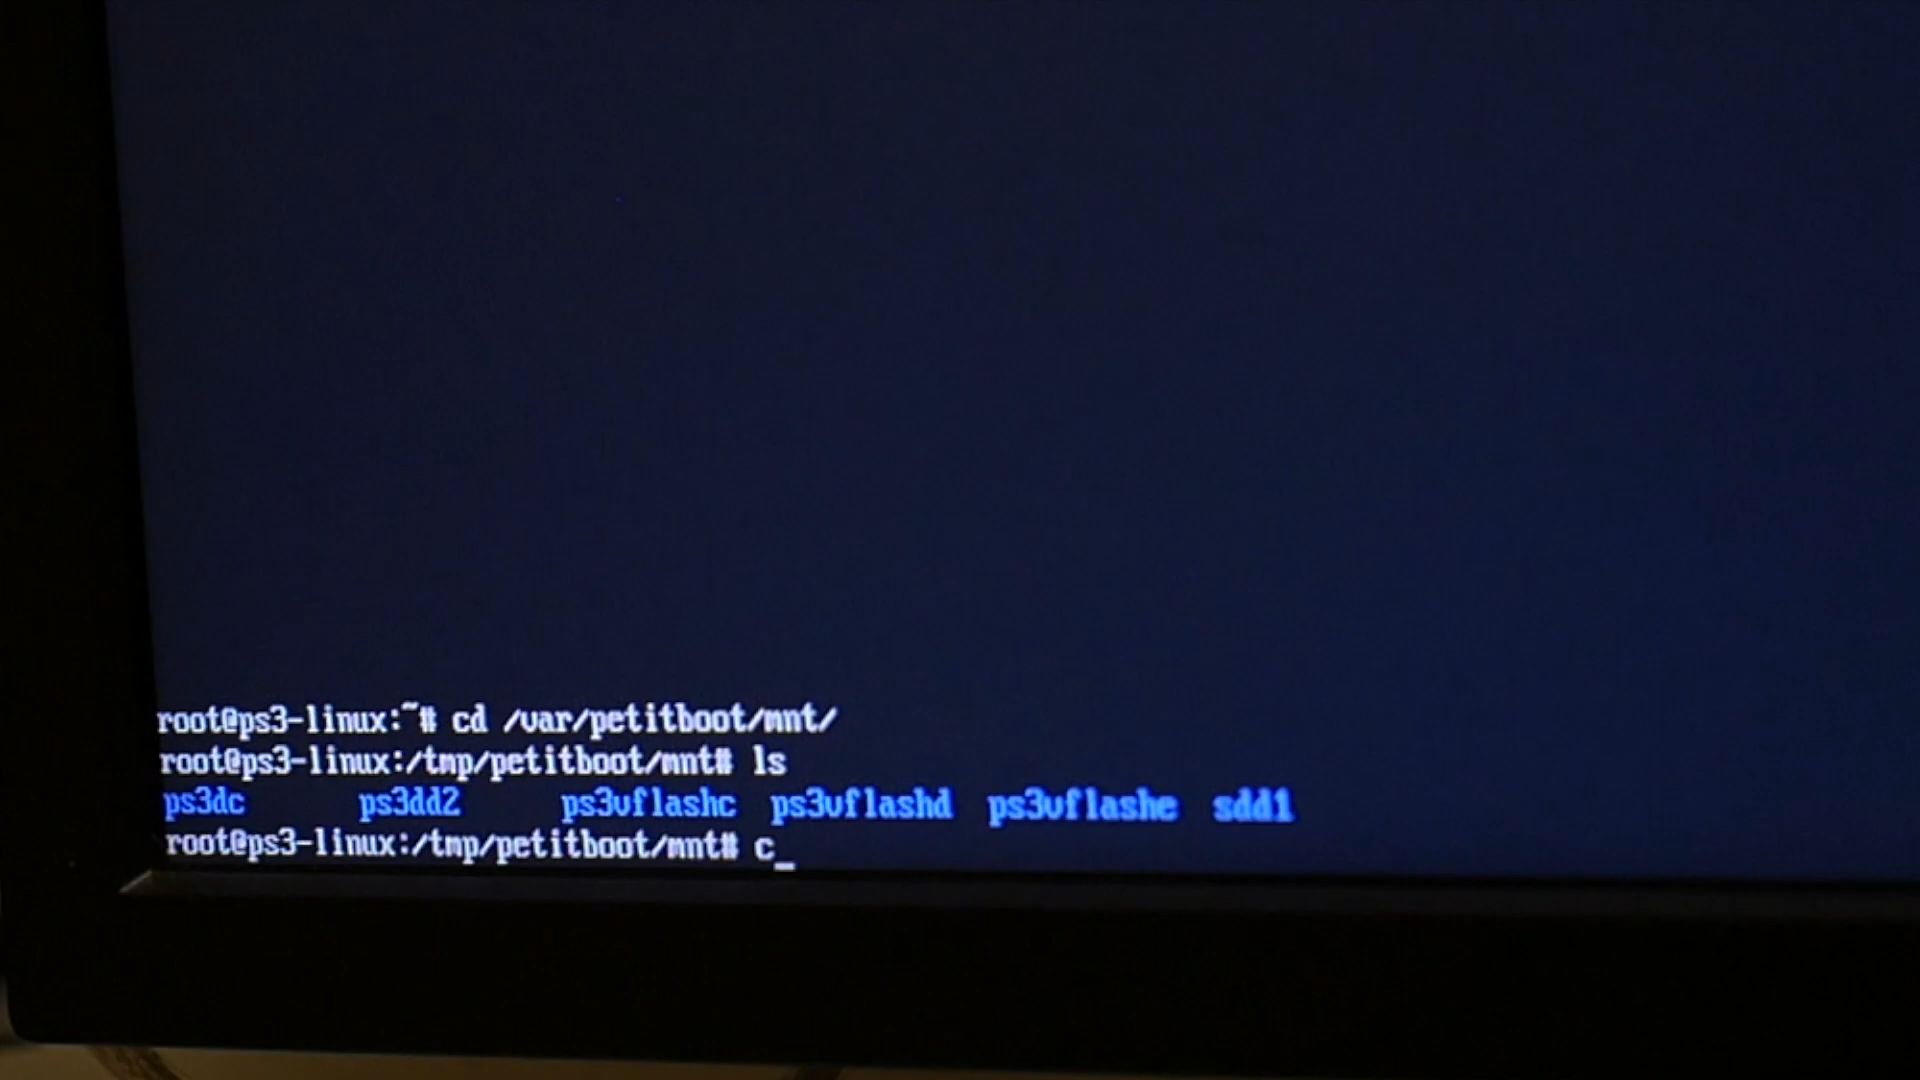 root@ps3-linux:~# cd /var/petitboot/mnt/
root@ps3-linux:/tmp/petitboot/mnt# ls
ps3dc ps3dd2 ps3vflashc ps3vflashd ps3vflashe sdd1
root@ps3-linux:/tmp/petitboot/mnt# c_